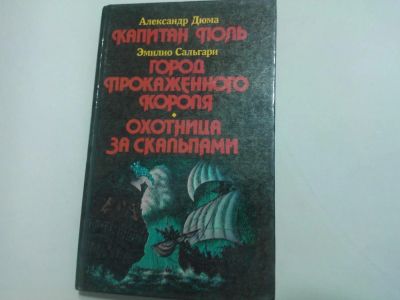 Александр Дюма
КАПИТАН ПОЛЬ
Эмилио Сальгари
ГОРОД
ПРОКАЖЕННОГО
КОРОЛЯ
ОХОТНИЦА
ЗА СКАЛЬПАМИ